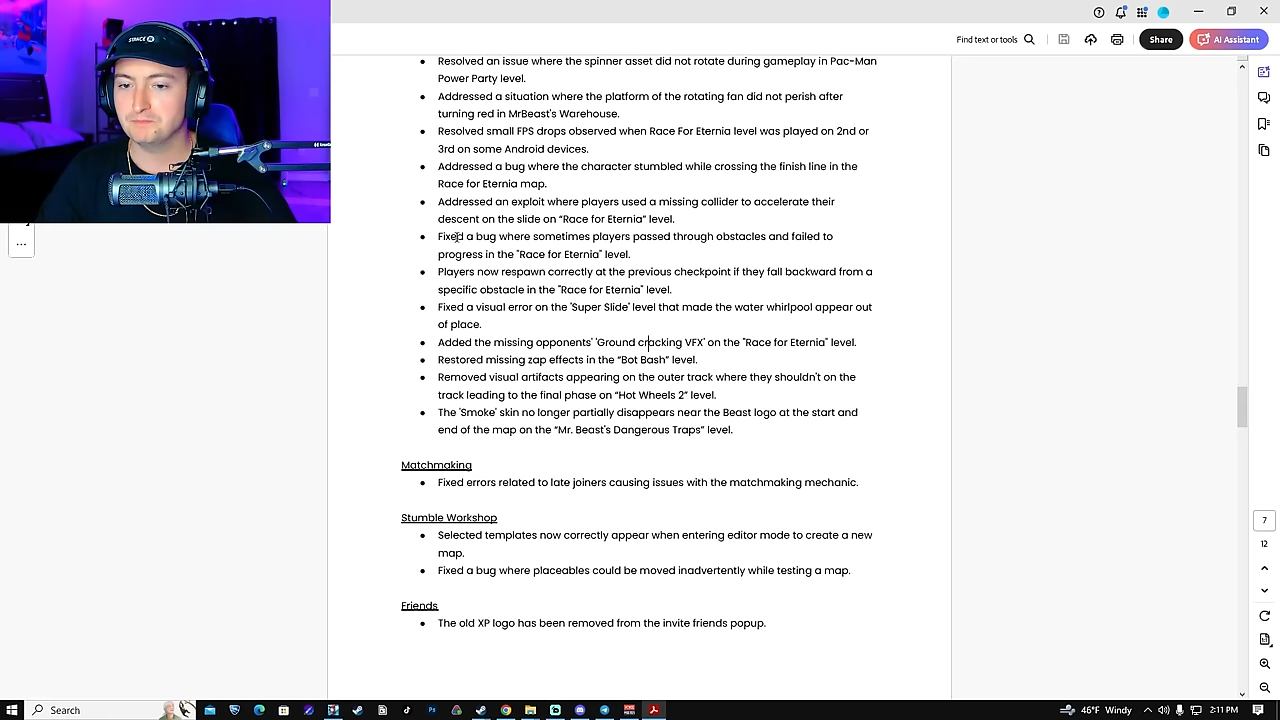 STANCE
Find text or tools
Share
AI Assistant
Resolved an issue where the spinner asset did not rotate during gameplay in Pac-Man
Power Party level.
Addressed a situation where the platform of the rotating fan did not perish after
turning red in MrBeast's Warehouse.
Resolved small FPS drops observed when Race For Eternia level was played on 2nd or
3rd on some Android devices.
Addressed a bug where the character stumbled while crossing the finish line in the
Race for Eternia map.
Addressed an exploit where players used a missing collider to accelerate their
descent on the slide on “Race for Eternia” level.
Fixed a bug where sometimes players passed through obstacles and failed to
progress in the "Race for Eternia" level.
Players now respawn correctly at the previous checkpoint if they fall backward from a
specific obstacle in the "Race for Eternia" level.
Fixed a visual error on the 'Super Slide' level that made the water whirlpool appear out
of place.
Added the missing opponents' 'Ground cracking VFX' on the "Race for Eternia" level.
Restored missing zap effects in the “Bot Bash” level.
Removed visual artifacts appearing on the outer track where they shouldn't on the
track leading to the final phase on “Hot Wheels 2” level.
The 'Smoke' skin no longer partially disappears near the Beast logo at the start and
end of the map on the “Mr. Beast's Dangerous Traps” level.
Matchmaking
Fixed errors related to late joiners causing issues with the matchmaking mechanic.
Stumble Workshop
Selected templates now correctly appear when entering editor mode to create a new
map.
Fixed a bug where placeables could be moved inadvertently while testing a map.
Friends
The old XP logo has been removed from the invite friends popup.
7
12
Search
46°F Windy
2:11 PM